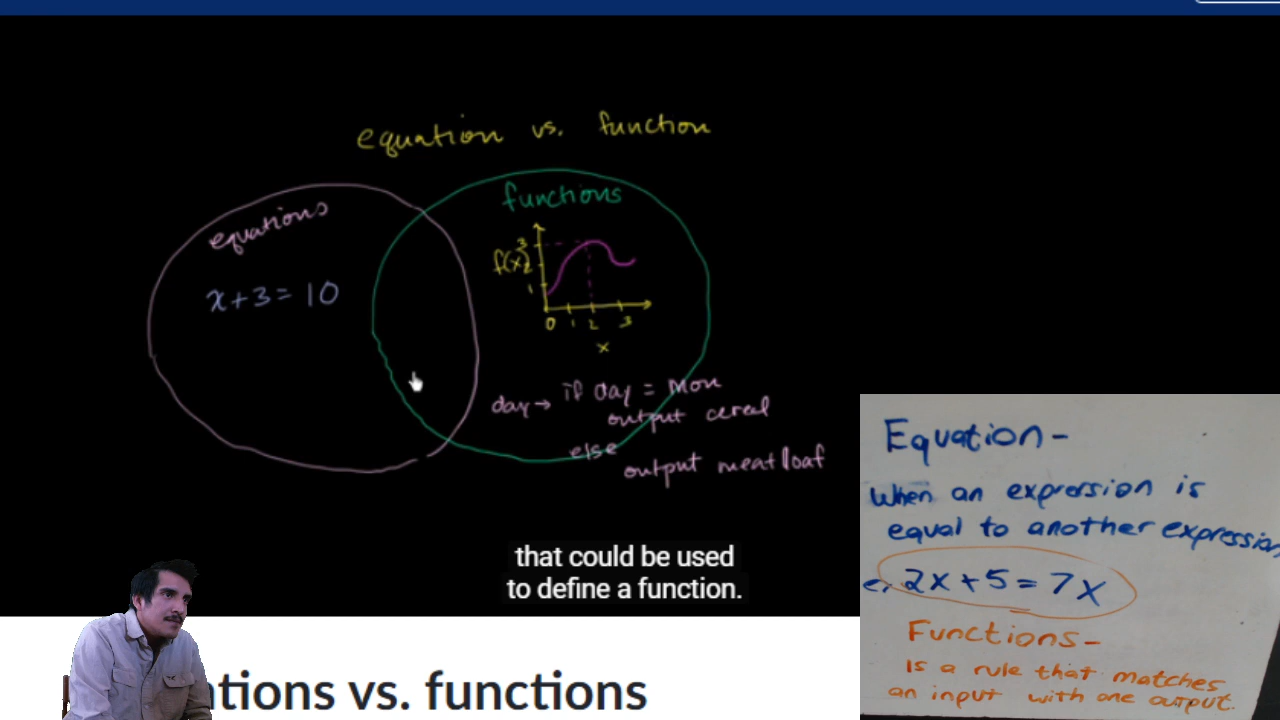 equation vs. function
equations
x+3=10
functions
f(x)
3
2
1
0 1 2 3
x
day → if day = Mon
output cereal
else
output meatloaf
that could be used
to define a function.
ations vs. functions
Equation-
When an expression is
equal to another expression
e. 2x+5=7x
Functions-
Is a rule that matches
an input with one output.